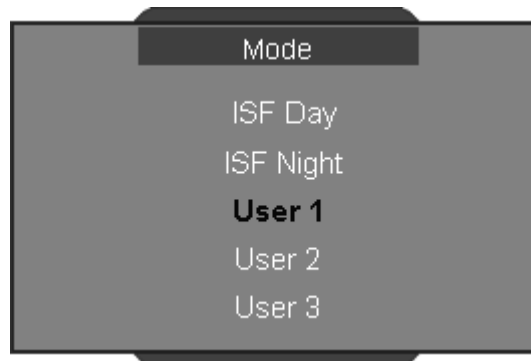 Mode
ISF Day
ISF Night
User 1
User 2
User 3